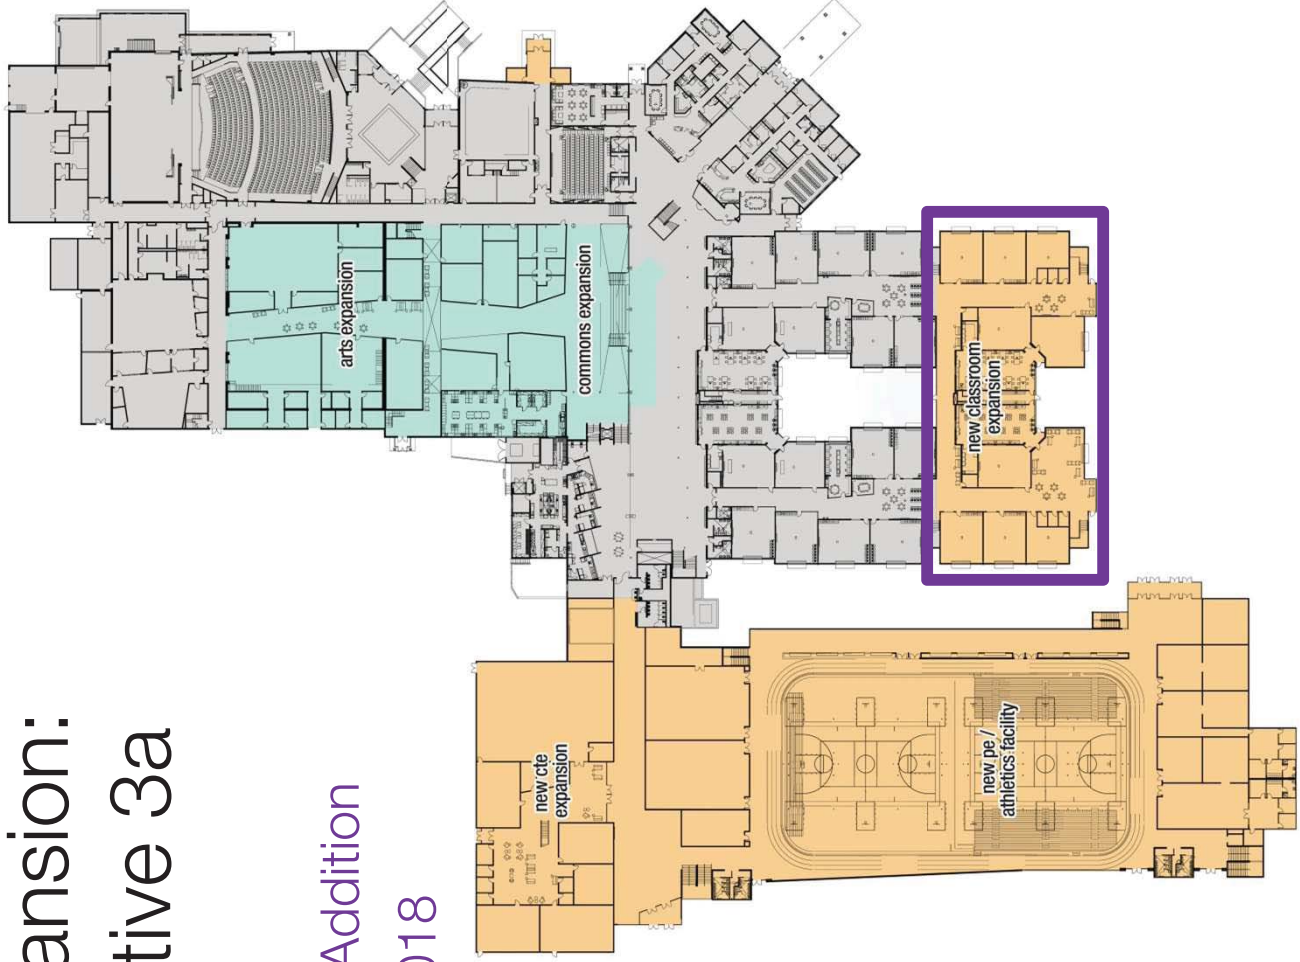 ansion:
tive 3a
Addition
018
arts expansion
commons expansion
new classroom
expansion
new cte
expansion
new pe /
athletics facility